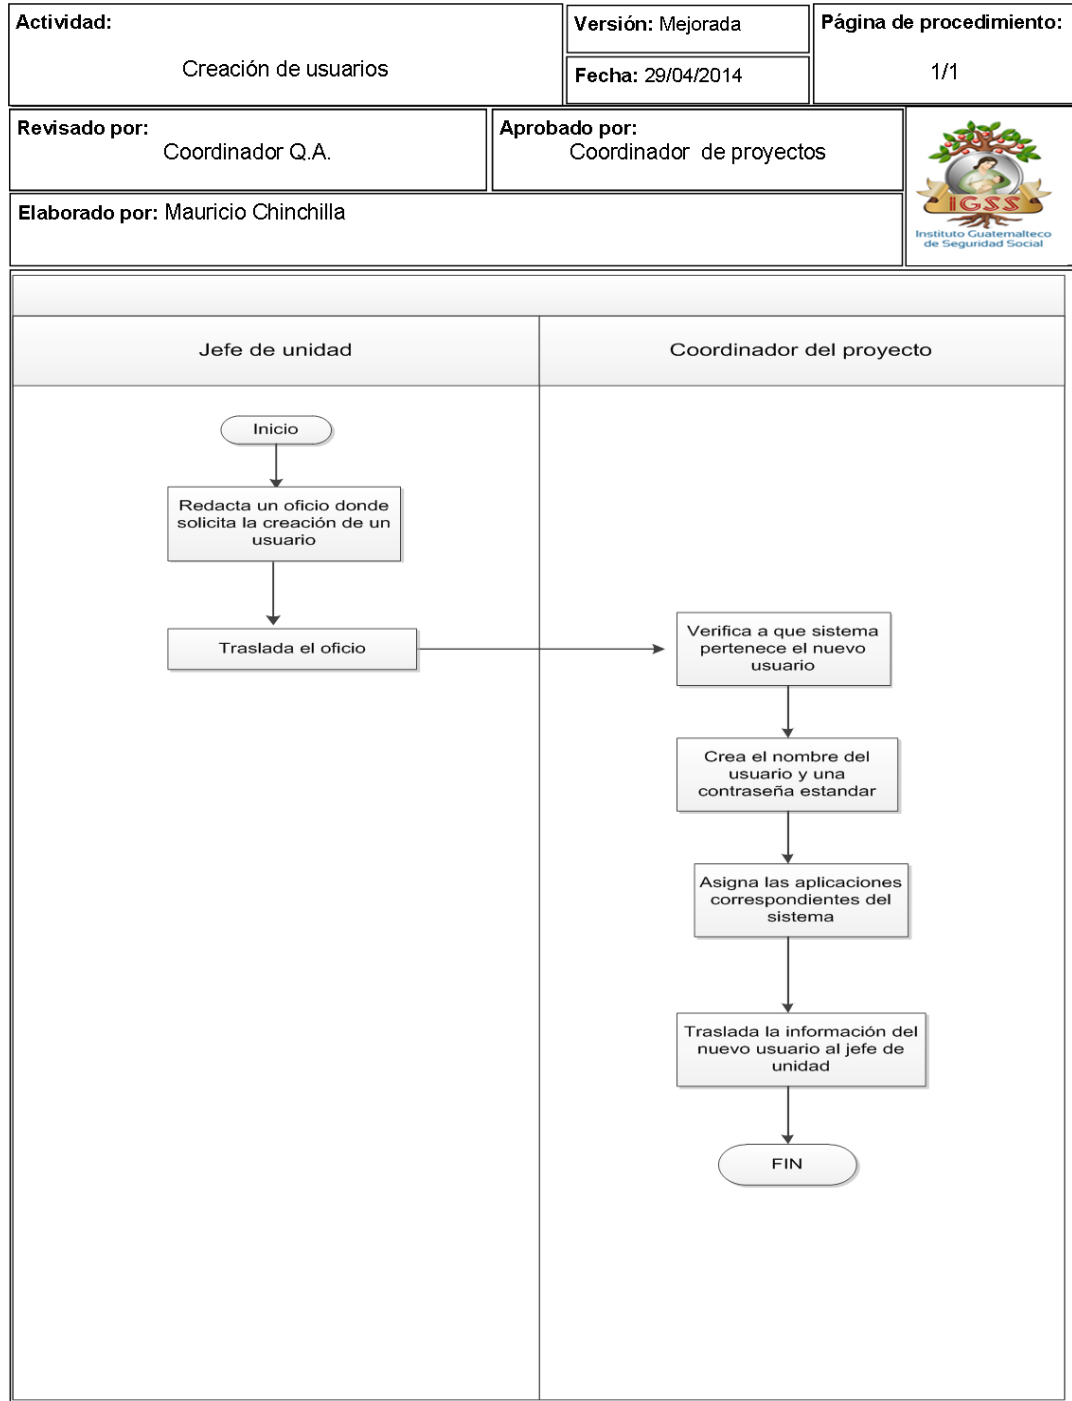 Actividad:
Creación de usuarios
Versión: Mejorada
Fecha: 29/04/2014
Página de procedimiento:
1/1
Revisado por:
Coordinador Q.A.
Aprobado por:
Coordinador de proyectos
Elaborado por: Mauricio Chinchilla
IGSS
Instituto Guatemalteco
de Seguridad Social
Jefe de unidad
Coordinador del proyecto
Inicio
Redacta un oficio donde
solicita la creación de un
usuario
Traslada el oficio
Verifica a que sistema
pertenece el nuevo
usuario
Crea el nombre del
usuario y una
contraseña estandar
Asigna las aplicaciones
correspondientes del
sistema
Traslada la información del
nuevo usuario al jefe de
unidad
FIN